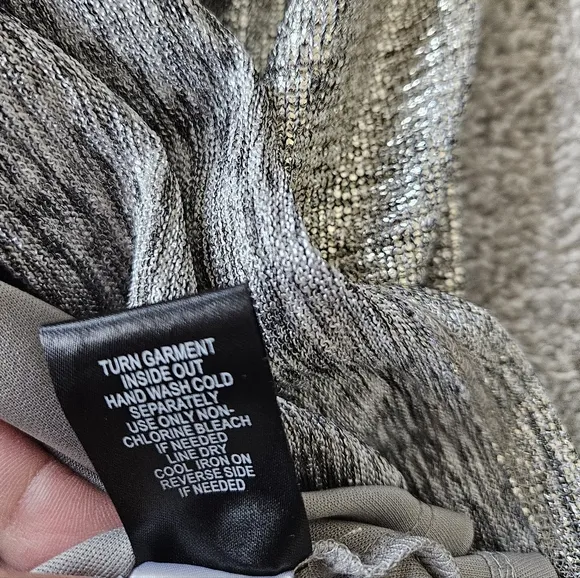 TURN GARMENT
INSIDE OUT
HAND WASH COLD
SEPARATELY
USE ONLY NON-
CHLORINE BLEACH
IF NEEDED
LINE DRY
COOL IRON ON
REVERSE SIDE
IF NEEDED